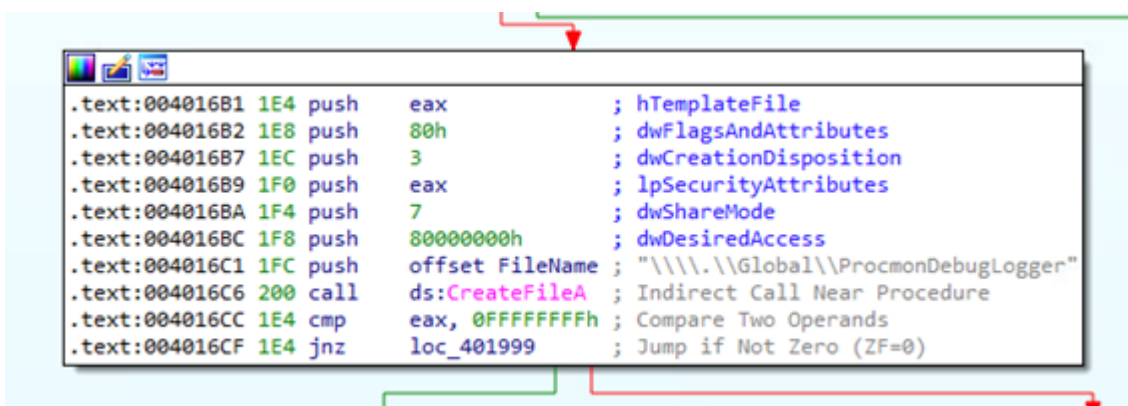 .text:004016B1 1E4 push    eax             ; hTemplateFile
.text:004016B2 1E8 push    80h             ; dwFlagsAndAttributes
.text:004016B7 1EC push    3               ; dwCreationDisposition
.text:004016B9 1F0 push    eax             ; lpSecurityAttributes
.text:004016BA 1F4 push    7               ; dwShareMode
.text:004016BC 1F8 push    80000000h       ; dwDesiredAccess
.text:004016C1 1FC push    offset FileName ; "\\\\.\\Global\\ProcmonDebugLogger"
.text:004016C6 200 call    ds:CreateFileA  ; Indirect Call Near Procedure
.text:004016CC 1E4 cmp     eax, 0FFFFFFFFh ; Compare Two Operands
.text:004016CF 1E4 jnz     loc_401999      ; Jump if Not Zero (ZF=0)